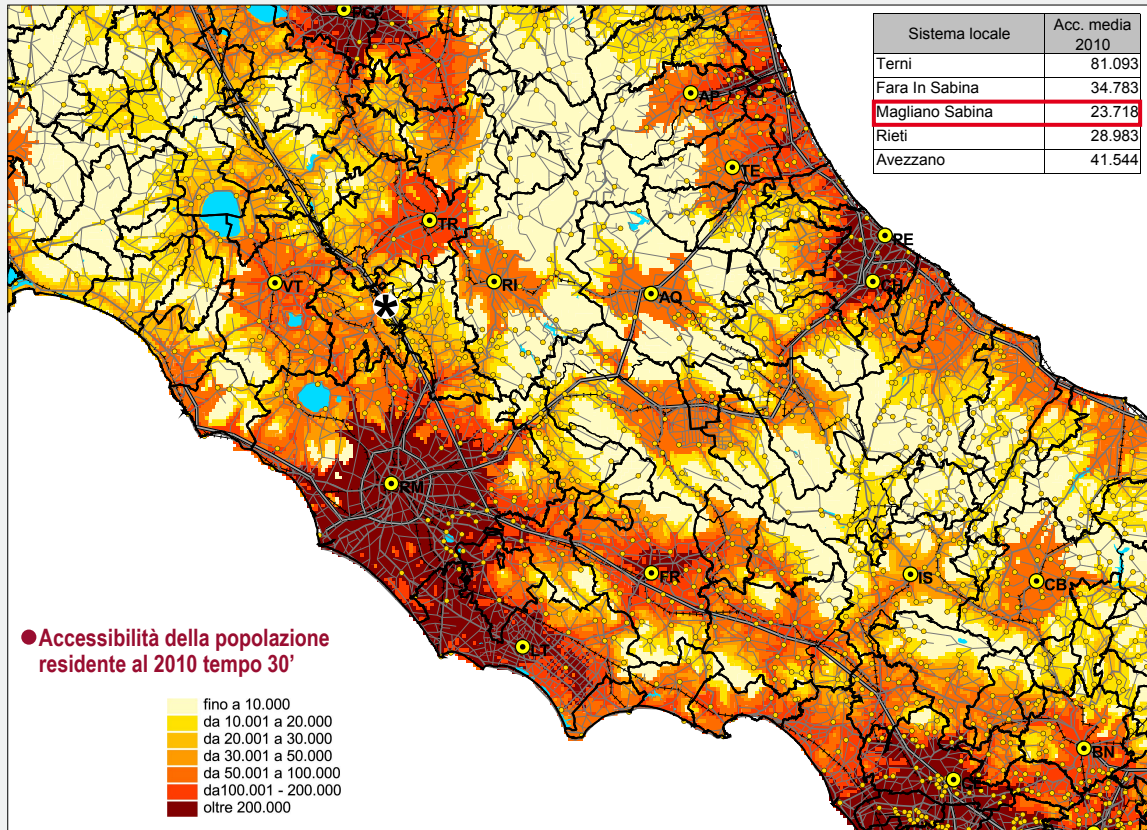 Sistema locale Acc. media 2010
Terni 81.093
Fara In Sabina 34.783
Magliano Sabina 23.718
Rieti 28.983
Avezzano 41.544
AP
TE
TR
PE
VT
RI
AQ
CH
RM
FR
IS
CB
LT
BN
Accessibilità della popolazione
residente al 2010 tempo 30'
fino a 10.000
da 10.001 a 20.000
da 20.001 a 30.000
da 30.001 a 50.000
da 50.001 a 100.000
da100.001 - 200.000
oltre 200.000